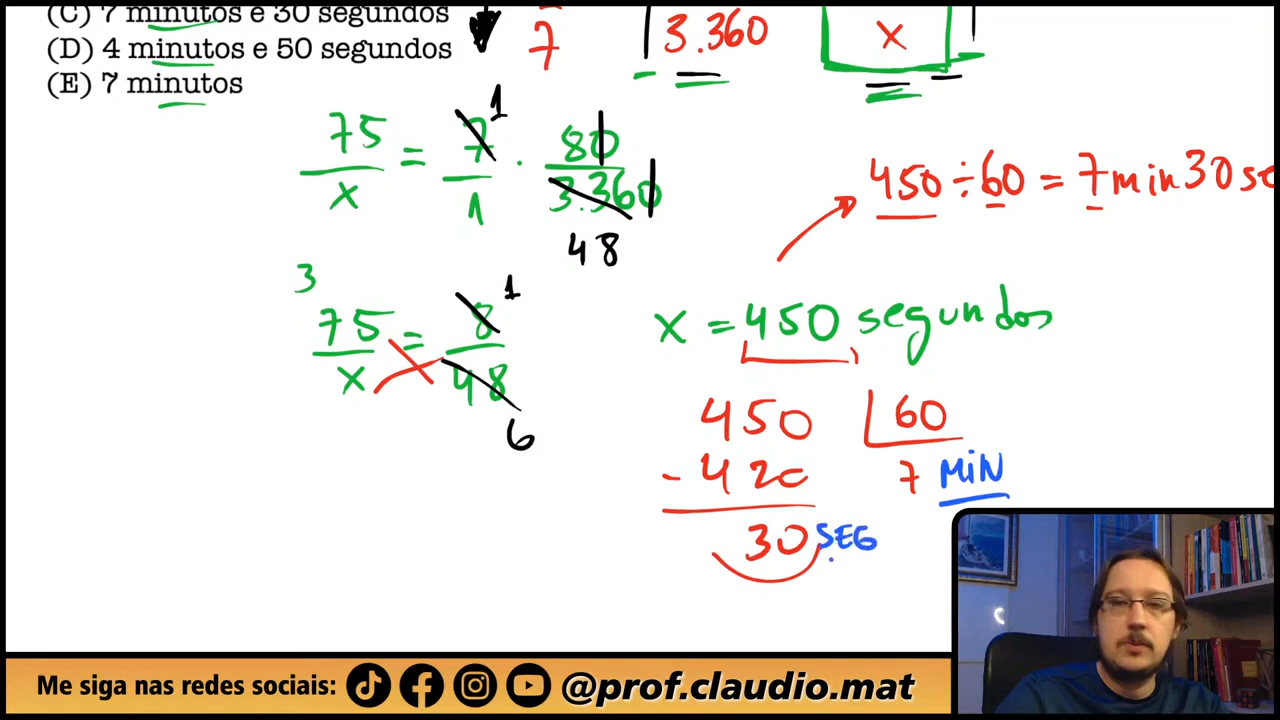 (C) 7 minutos e 30 segundos
(D) 4 minutos e 50 segundos
(E) 7 minutos
7
3.360
x
75/x = 7/1 · 80/3.360
1
48
450 ÷ 60 = 7 min 30 se
3
75/x = 8/48
1
6
x = 450 segundos
450 60
- 420 7 MIN
30 SEG
Me siga nas redes sociais: @prof.claudio.mat